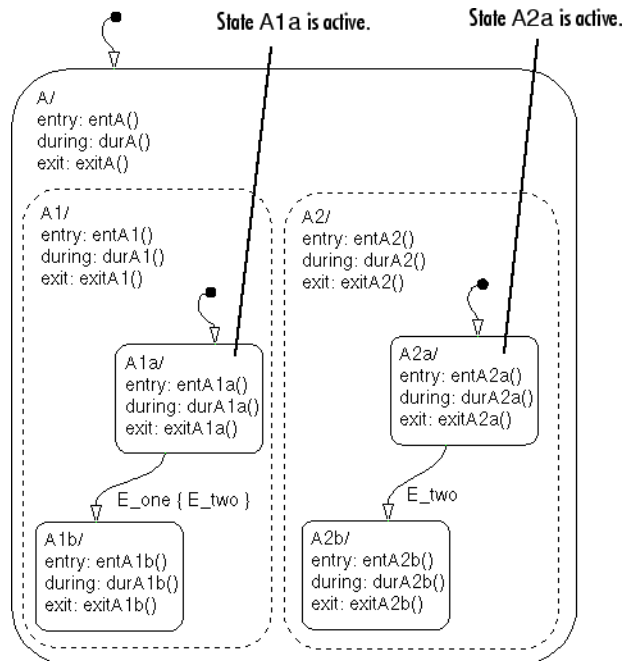 State A1a is active.
State A2a is active.
A/
entry: entA()
during: durA()
exit: exitA()
A1/
entry: entA1()
during: durA1()
exit: exitA1()
A2/
entry: entA2()
during: durA2()
exit: exitA2()
A1a/
entry: entA1a()
during: durA1a()
exit: exitA1a()
A2a/
entry: entA2a()
during: durA2a()
exit: exitA2a()
E_one { E_two }
E_two
A1b/
entry: entA1b()
during: durA1b()
exit: exitA1b()
A2b/
entry: entA2b()
during: durA2b()
exit: exitA2b()